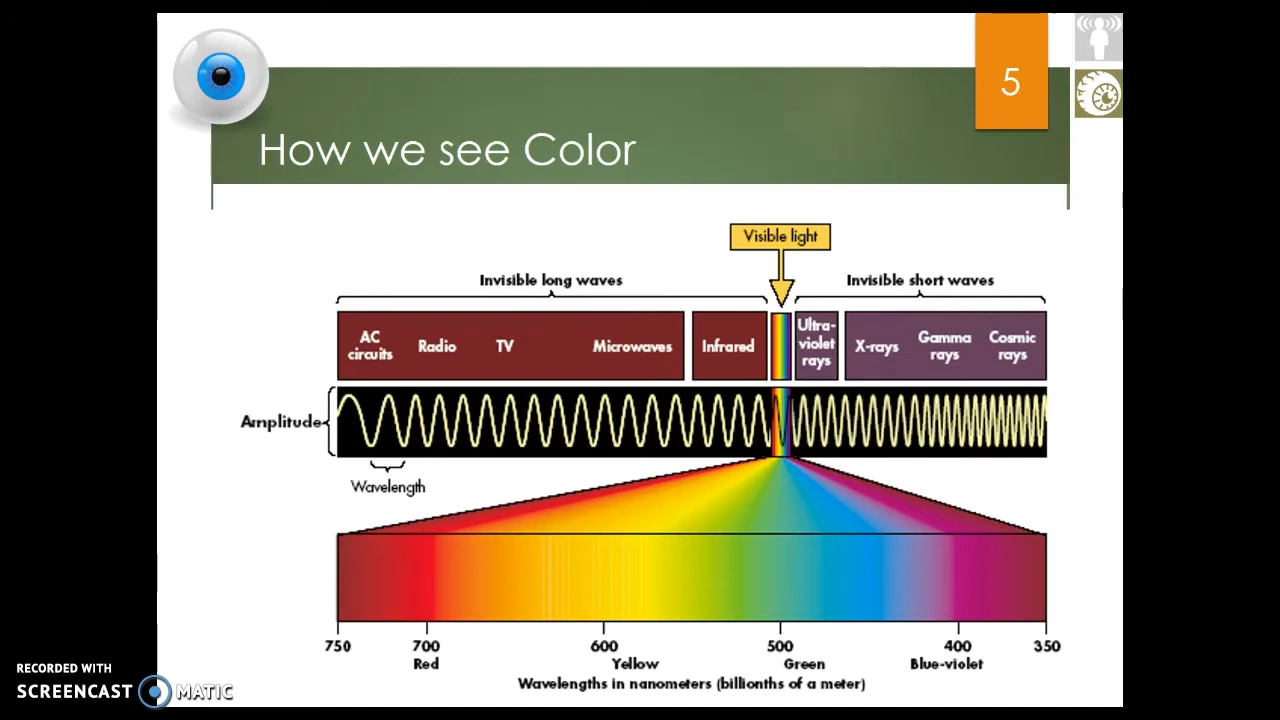 5
How we see Color
Visible light
Invisible long waves
Invisible short waves
AC
circuits
Radio
TV
Microwaves
Infrared
Ultra-
violet
rays
X-rays
Gamma
rays
Cosmic
rays
Amplitude
Wavelength
750 700 600 500 400 350
Red Yellow Green Blue-violet
Wavelengths in nanometers (billionths of a meter)
RECORDED WITH
SCREENCAST MATIC